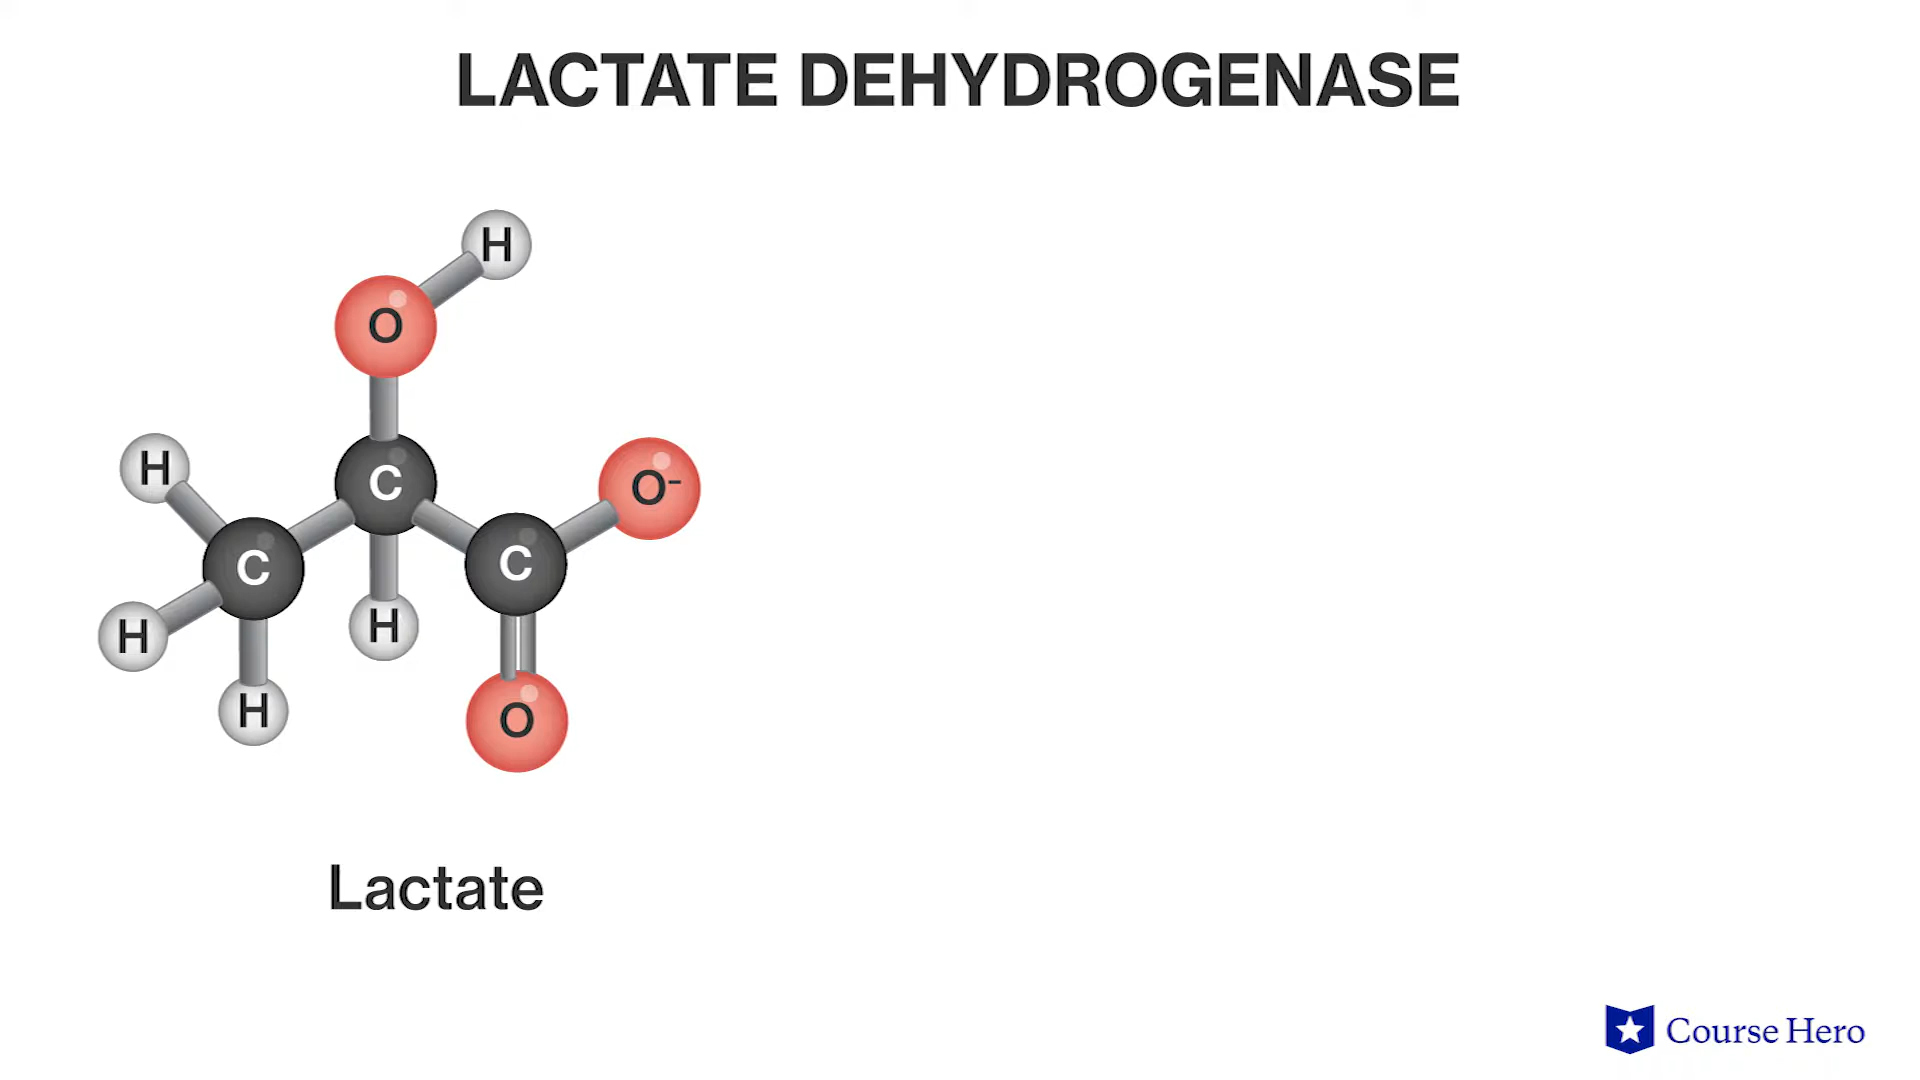 LACTATE DEHYDROGENASE
H
O
H
C
O-
C
C
H
H
H
O
Lactate
Course Hero